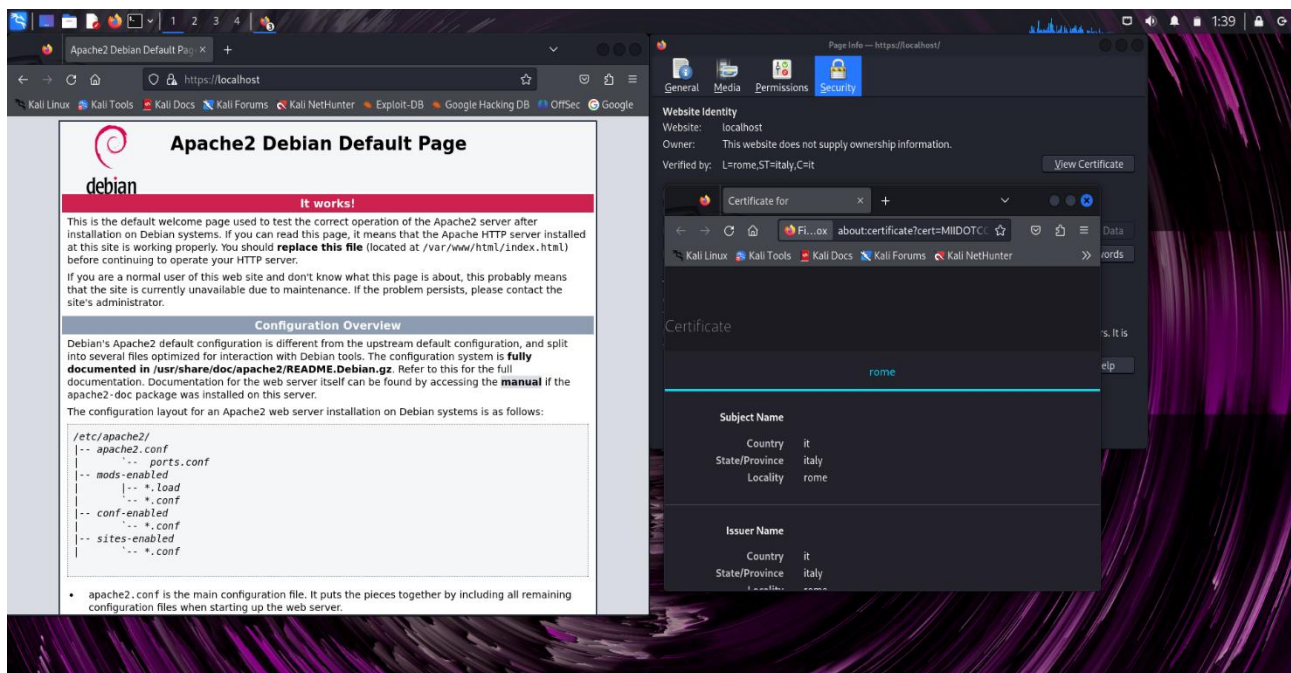 1 2 3 4
1:39
Apache2 Debian Default Pag
https://localhost
Kali Linux Kali Tools Kali Docs Kali Forums Kali NetHunter Exploit-DB Google Hacking DB OffSec Google
debian
Apache2 Debian Default Page
It works!
This is the default welcome page used to test the correct operation of the Apache2 server after
installation on Debian systems. If you can read this page, it means that the Apache HTTP server installed
at this site is working properly. You should replace this file (located at /var/www/html/index.html)
before continuing to operate your HTTP server.
If you are a normal user of this web site and don't know what this page is about, this probably means
that the site is currently unavailable due to maintenance. If the problem persists, please contact the
site's administrator.
Configuration Overview
Debian's Apache2 default configuration is different from the upstream default configuration, and split
into several files optimized for interaction with Debian tools. The configuration system is fully
documented in /usr/share/doc/apache2/README.Debian.gz. Refer to this for the full
documentation. Documentation for the web server itself can be found by accessing the manual if the
apache2-doc package was installed on this server.
The configuration layout for an Apache2 web server installation on Debian systems is as follows:
/etc/apache2/
|-- apache2.conf
|       `--  ports.conf
|-- mods-enabled
|       |-- *.load
|       `-- *.conf
|-- conf-enabled
|       `-- *.conf
|-- sites-enabled
|       `-- *.conf
• apache2.conf is the main configuration file. It puts the pieces together by including all remaining
configuration files when starting up the web server.
Page Info — https://localhost/
General Media Permissions Security
Website Identity
Website: localhost
Owner: This website does not supply ownership information.
Verified by: L=rome,ST=italy,C=it
View Certificate
Data
words
rs. It is
elp
Certificate for
Fi...ox about:certificate?cert=MIIDOTCC
Kali Linux Kali Tools Kali Docs Kali Forums Kali NetHunter
Certificate
rome
Subject Name
Country it
State/Province italy
Locality rome
Issuer Name
Country it
State/Province italy
Locality rome